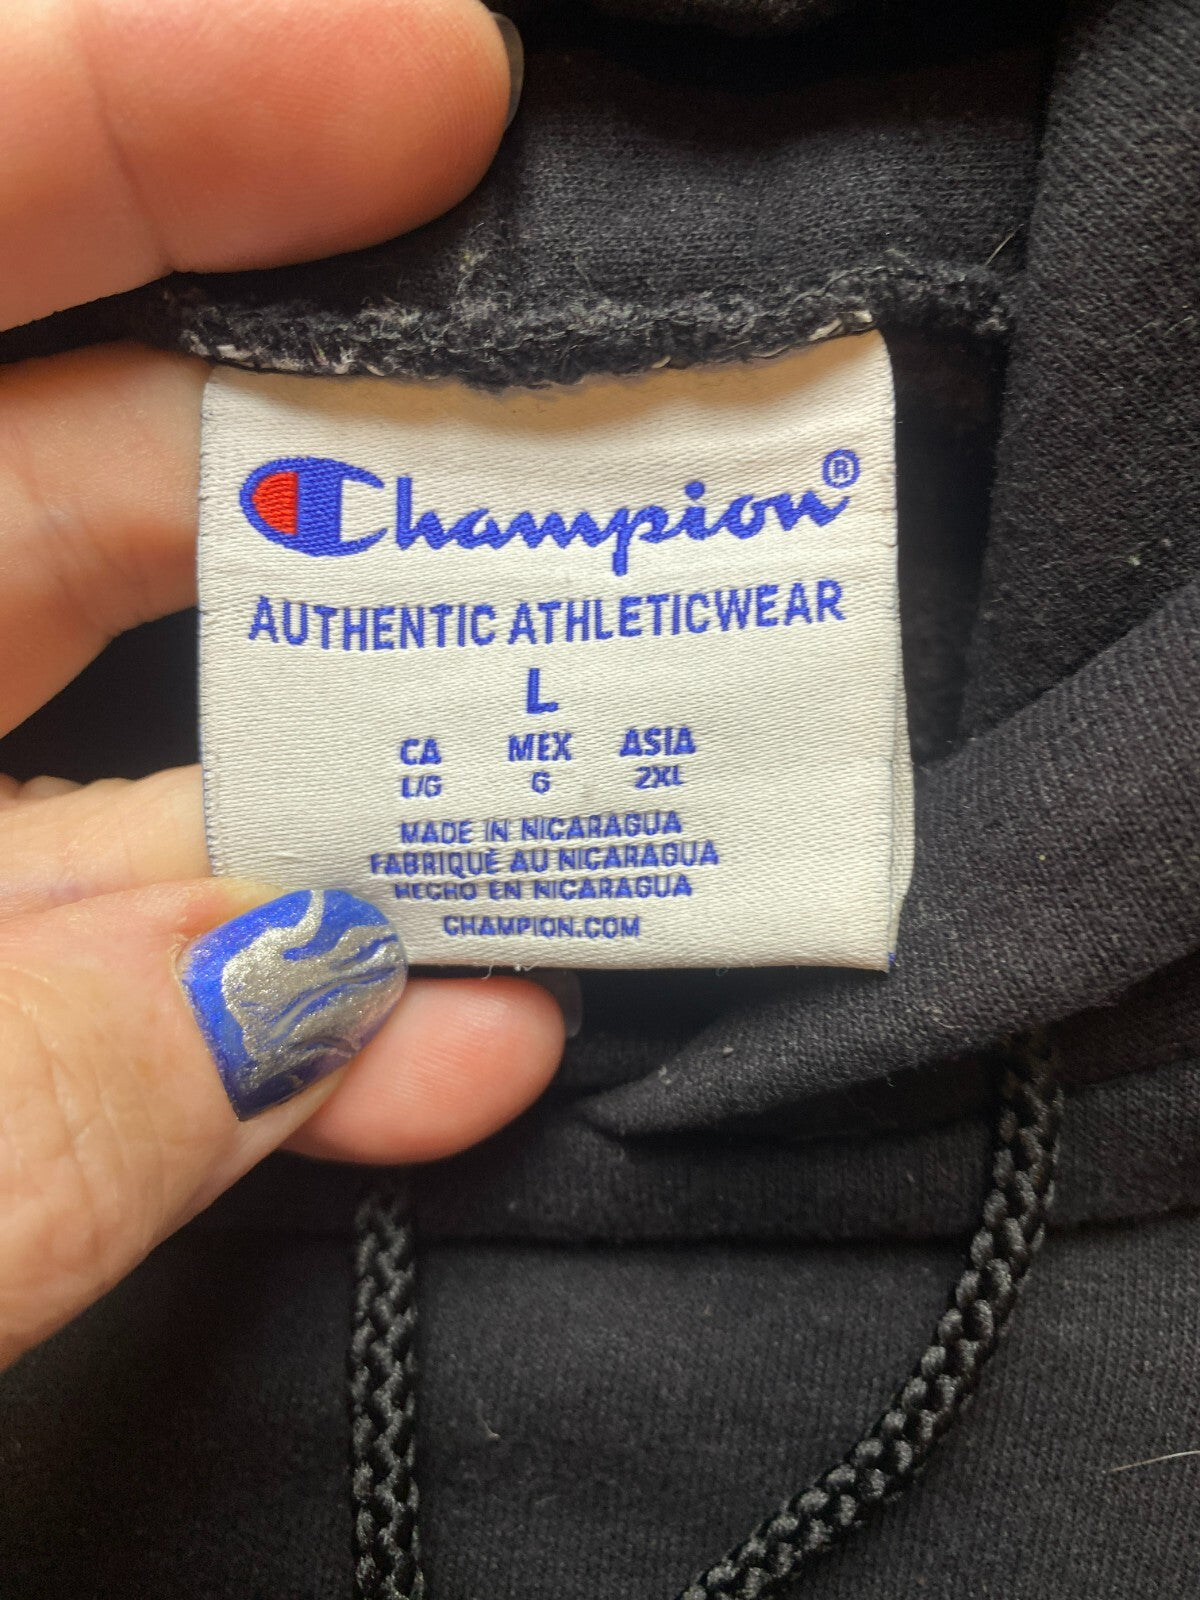 Champion®
AUTHENTIC ATHLETICWEAR
L
CA MEX ASIA
L/G G 2XL
MADE IN NICARAGUA
FABRIQUÉ AU NICARAGUA
HECHO EN NICARAGUA
CHAMPION.COM